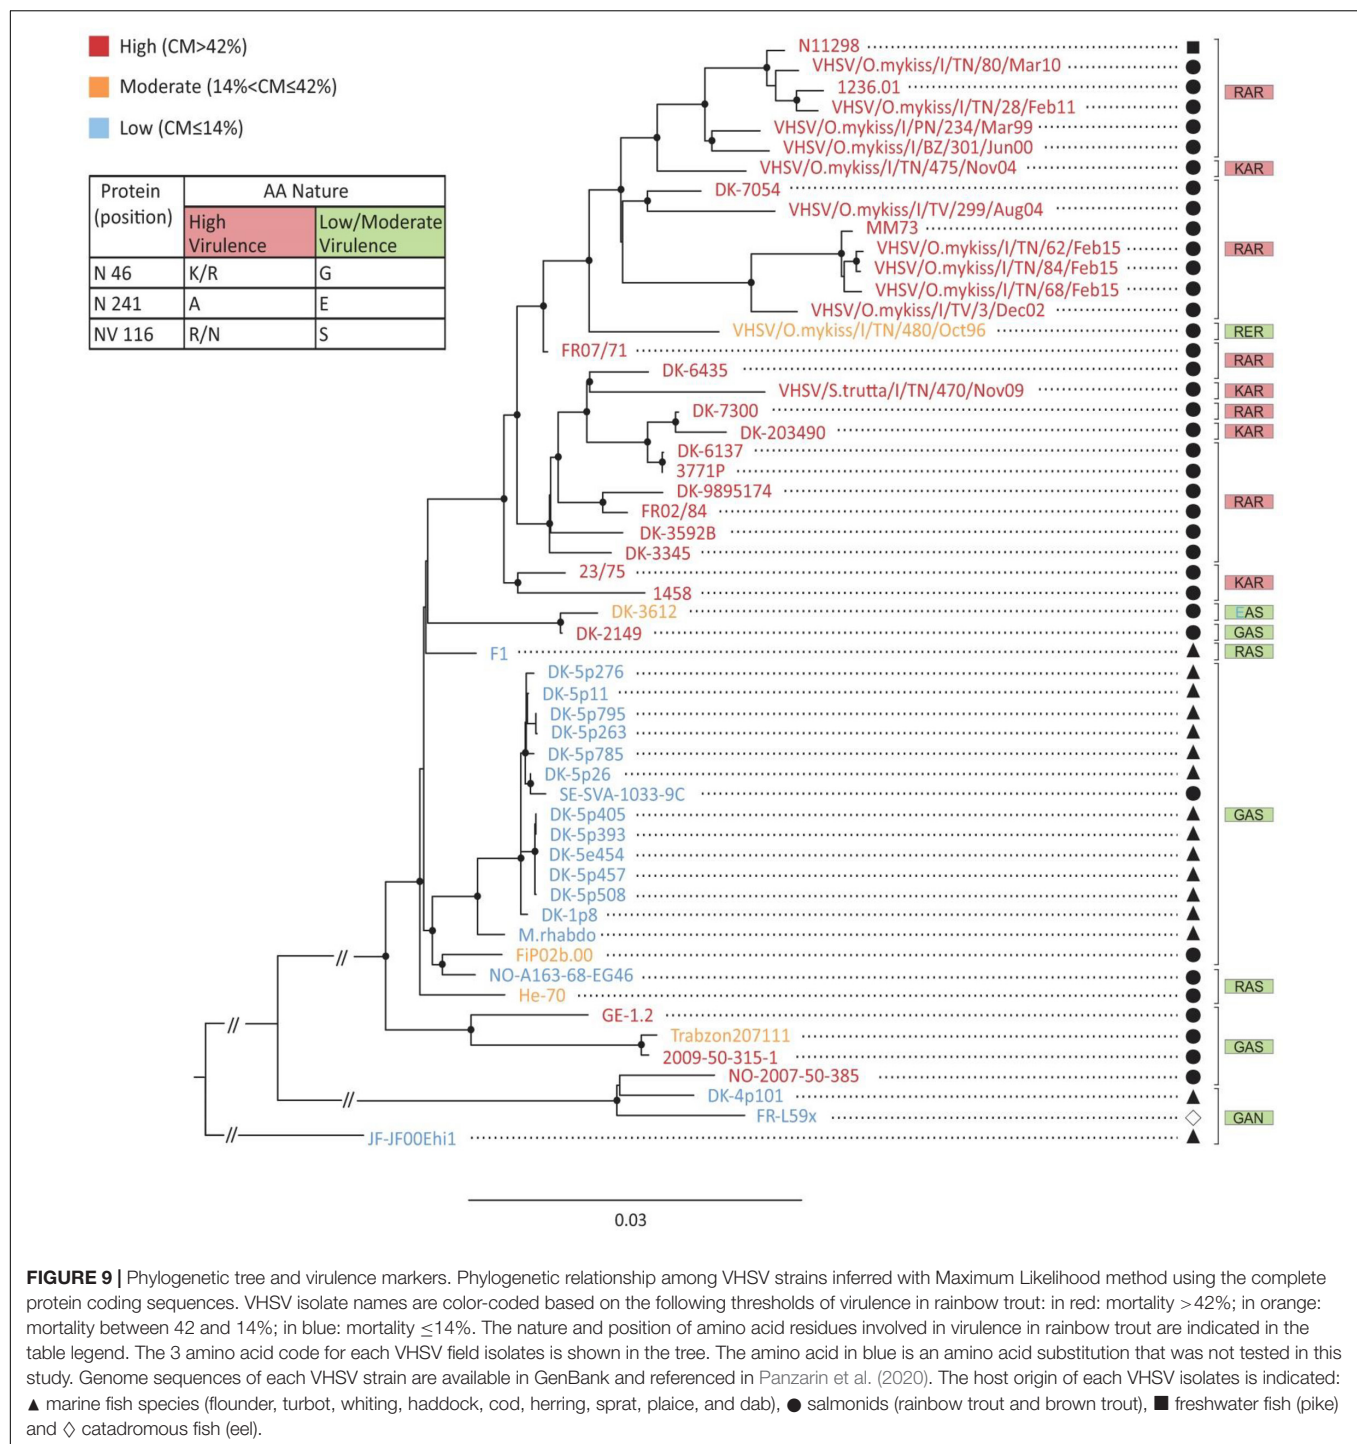 High (CM>42%)
Moderate (14%<CM≤42%)
Low (CM≤14%)
Protein (position) AA Nature
High Virulence Low/Moderate Virulence
N 46 K/R G
N 241 A E
NV 116 R/N S
N11298
VHSV/O.mykiss/I/TN/80/Mar10
1236.01
RAR
VHSV/O.mykiss/I/TN/28/Feb11
VHSV/O.mykiss/I/PN/234/Mar99
VHSV/O.mykiss/I/BZ/301/Jun00
VHSV/O.mykiss/I/TN/475/Nov04 KAR
DK-7054
VHSV/O.mykiss/I/TV/299/Aug04
MM73
VHSV/O.mykiss/I/TN/62/Feb15 RAR
VHSV/O.mykiss/I/TN/84/Feb15
VHSV/O.mykiss/I/TN/68/Feb15
VHSV/O.mykiss/I/TV/3/Dec02
VHSV/O.mykiss/I/TN/480/Oct96 RER
FR07/71
RAR
DK-6435
VHSV/S.trutta/I/TN/470/Nov09 KAR
DK-7300 RAR
DK-203490 KAR
DK-6137
3771P
DK-9895174
RAR
FR02/84
DK-3592B
DK-3345
23/75
KAR
1458
DK-3612 EAS
DK-2149 GAS
F1 RAS
DK-5p276
DK-5p11
DK-5p795
DK-5p263
DK-5p785
DK-5p26
SE-SVA-1033-9C
DK-5p405 GAS
DK-5p393
DK-5e454
DK-5p457
DK-5p508
DK-1p8
M.rhabdo
FiP02b.00
NO-A163-68-EG46
RAS
He-70
GE-1.2
Trabzon207111
GAS
2009-50-315-1
NO-2007-50-385
DK-4p101
FR-L59x GAN
JF-JF00Ehi1
0.03
FIGURE 9 | Phylogenetic tree and virulence markers. Phylogenetic relationship among VHSV strains inferred with Maximum Likelihood method using the complete
protein coding sequences. VHSV isolate names are color-coded based on the following thresholds of virulence in rainbow trout: in red: mortality >42%; in orange:
mortality between 42 and 14%; in blue: mortality ≤14%. The nature and position of amino acid residues involved in virulence in rainbow trout are indicated in the
table legend. The 3 amino acid code for each VHSV field isolates is shown in the tree. The amino acid in blue is an amino acid substitution that was not tested in this
study. Genome sequences of each VHSV strain are available in GenBank and referenced in Panzarin et al. (2020). The host origin of each VHSV isolates is indicated:
▲ marine fish species (flounder, turbot, whiting, haddock, cod, herring, sprat, plaice, and dab), ● salmonids (rainbow trout and brown trout), ■ freshwater fish (pike)
and ◇ catadromous fish (eel).